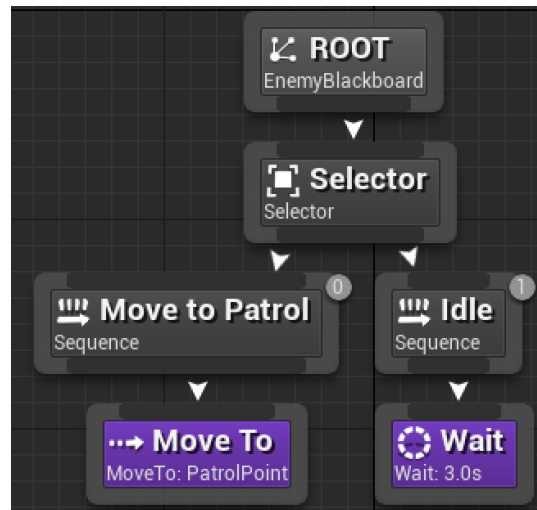 ROOT
EnemyBlackboard
Selector
Selector
0
1
Move to Patrol
Sequence
Idle
Sequence
Move To
MoveTo: PatrolPoint
Wait
Wait: 3.0s